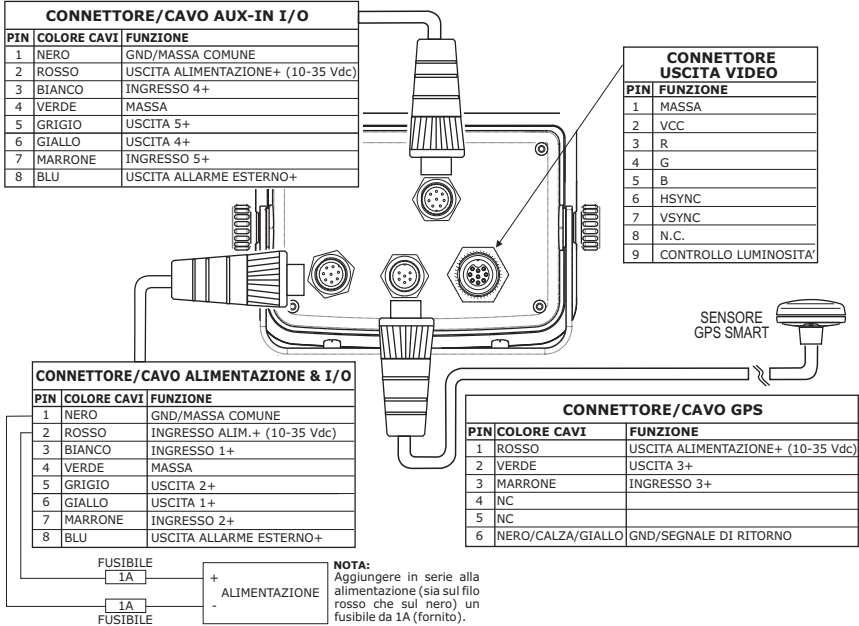 CONNETTORE/CAVO AUX-IN I/O
PIN COLORE CAVI FUNZIONE
1 NERO GND/MASSA COMUNE
2 ROSSO USCITA ALIMENTAZIONE+ (10-35 Vdc)
3 BIANCO INGRESSO 4+
4 VERDE MASSA
5 GRIGIO USCITA 5+
6 GIALLO USCITA 4+
7 MARRONE INGRESSO 5+
8 BLU USCITA ALLARME ESTERNO+
CONNETTORE
USCITA VIDEO
PIN FUNZIONE
1 MASSA
2 VCC
3 R
4 G
5 B
6 HSYNC
7 VSYNC
8 N.C.
9 CONTROLLO LUMINOSITA'
SENSORE
GPS SMART
CONNETTORE/CAVO ALIMENTAZIONE & I/O
PIN COLORE CAVI FUNZIONE
1 NERO GND/MASSA COMUNE
2 ROSSO INGRESSO ALIM.+ (10-35 Vdc)
3 BIANCO INGRESSO 1+
4 VERDE MASSA
5 GRIGIO USCITA 2+
6 GIALLO USCITA 1+
7 MARRONE INGRESSO 2+
8 BLU USCITA ALLARME ESTERNO+
CONNETTORE/CAVO GPS
PIN COLORE CAVI FUNZIONE
1 ROSSO USCITA ALIMENTAZIONE+ (10-35 Vdc)
2 VERDE USCITA 3+
3 MARRONE INGRESSO 3+
4 NC
5 NC
6 NERO/CALZA/GIALLO GND/SEGNALE DI RITORNO
FUSIBILE
1A
1A
FUSIBILE
+
ALIMENTAZIONE
-
NOTA:
Aggiungere in serie alla
alimentazione (sia sul filo
rosso che sul nero) un
fusibile da 1A (fornito).